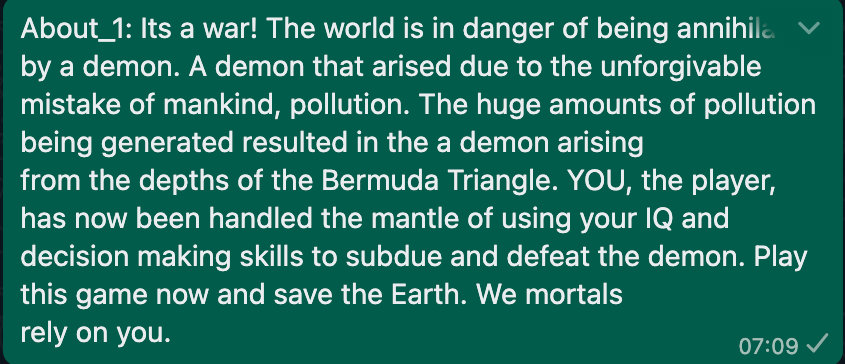 About_1: Its a war! The world is in danger of being
by a demon. A demon that arised due to the unforgivable
mistake of mankind, pollution. The huge amounts of pollution
being generated resulted in the a demon arising
from the depths of the Bermuda Triangle. YOU, the player,
has now been handled the mantle of using your IQ and
decision making skills to subdue and defeat the demon. Play
this game now and save the Earth. We mortals
rely on you.
07:09